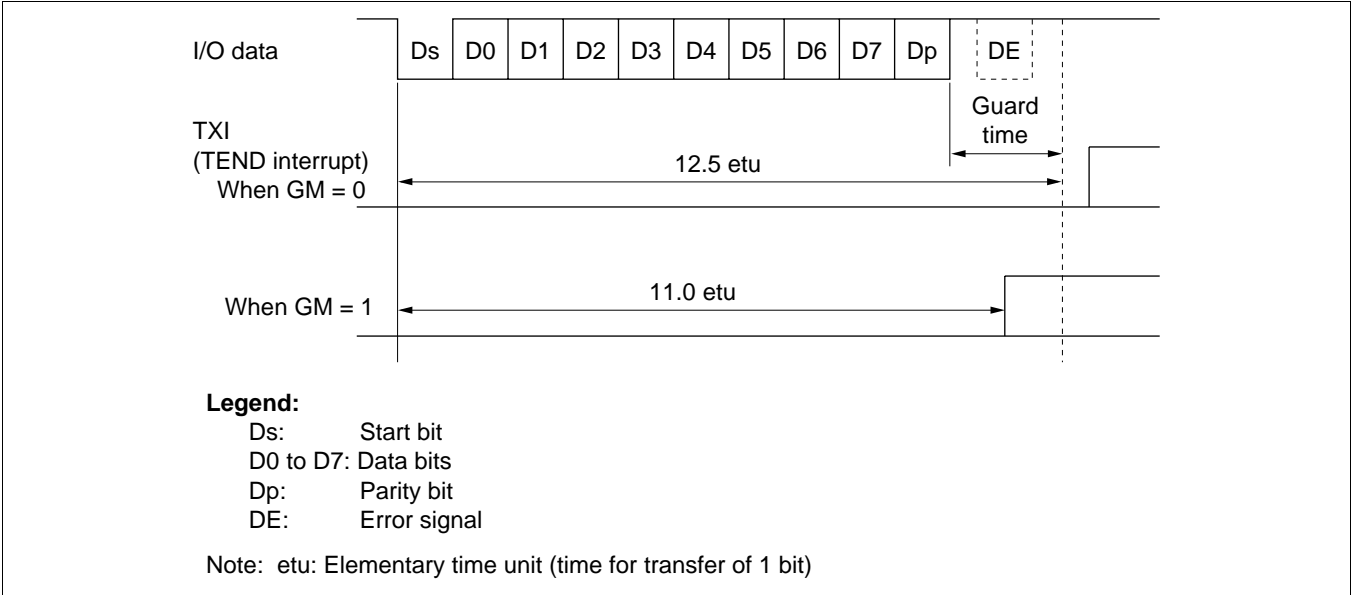 I/O data
Ds D0 D1 D2 D3 D4 D5 D6 D7 Dp DE
Guard
time
TXI
(TEND interrupt)
When GM = 0
12.5 etu
When GM = 1
11.0 etu
Legend:
Ds: Start bit
D0 to D7: Data bits
Dp: Parity bit
DE: Error signal
Note: etu: Elementary time unit (time for transfer of 1 bit)